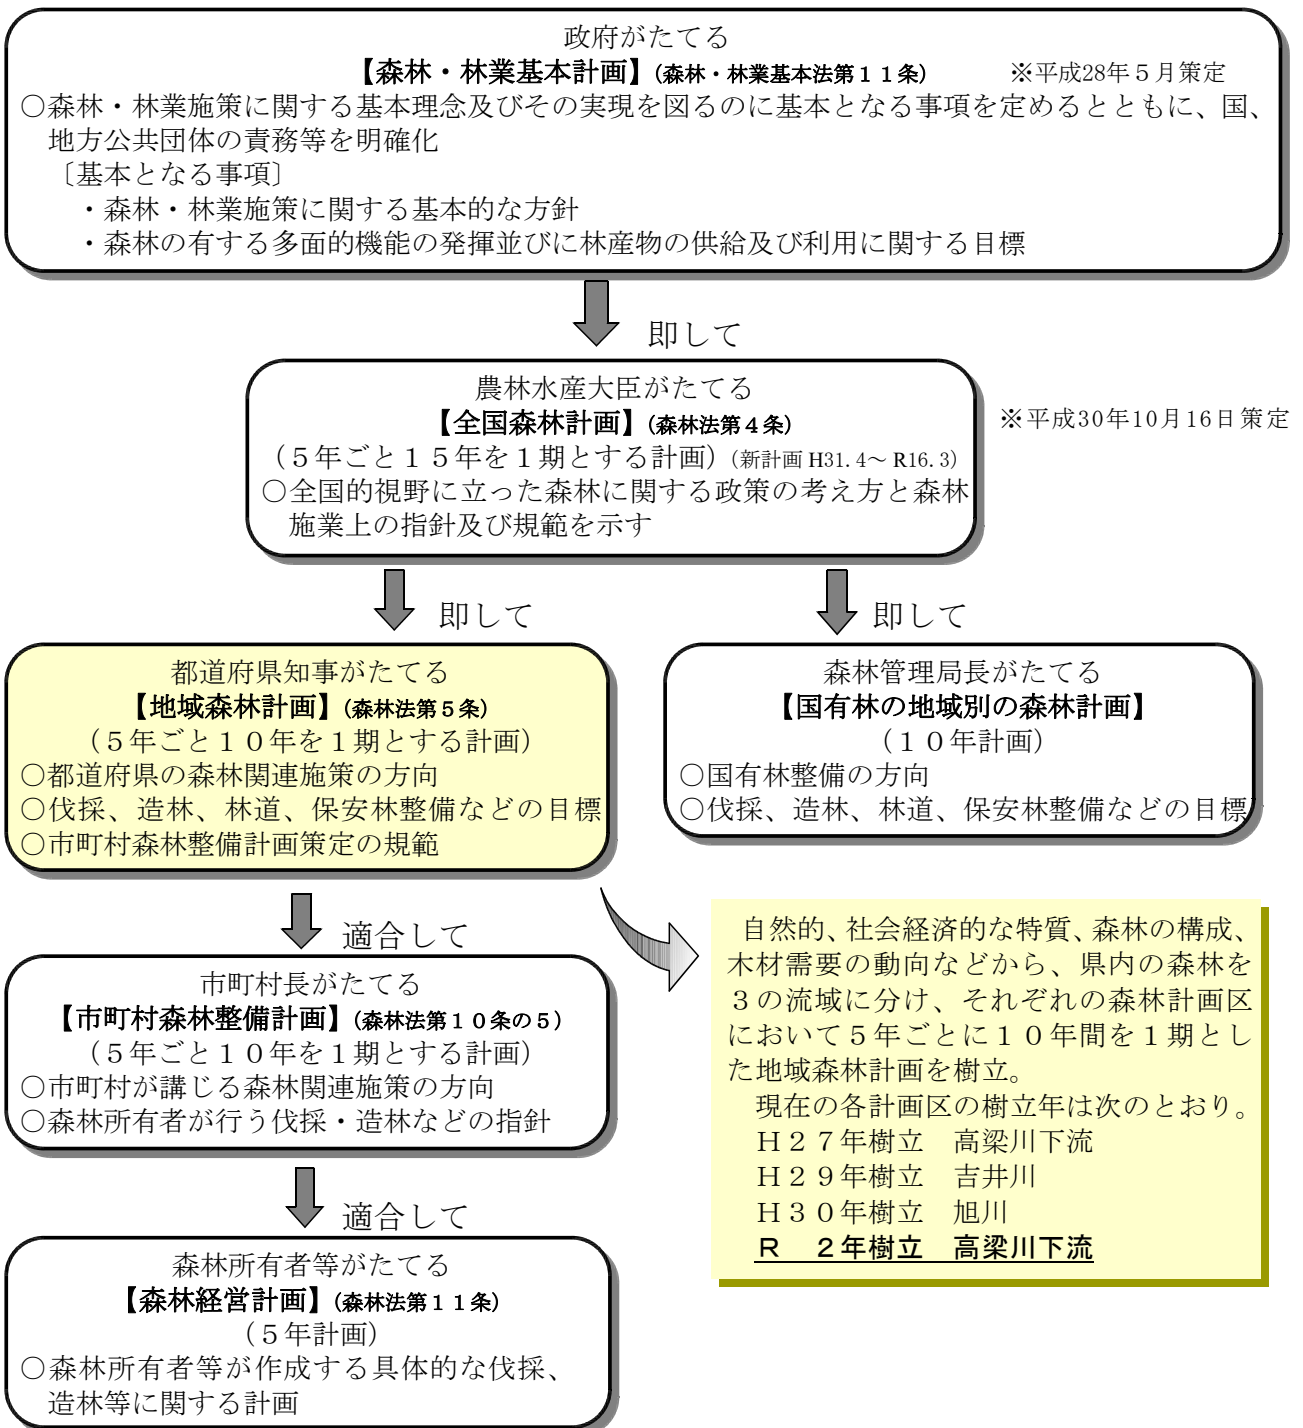 政府がたてる
【森林・林業基本計画】(森林・林業基本法第11条)　※平成28年5月策定
○森林・林業施策に関する基本理念及びその実現を図るのに基本となる事項を定めるとともに、国、
地方公共団体の責務等を明確化
〔基本となる事項〕
・森林・林業施策に関する基本的な方針
・森林の有する多面的機能の発揮並びに林産物の供給及び利用に関する目標
即して
農林水産大臣がたてる
【全国森林計画】(森林法第4条)
※平成30年10月16日策定
(5年ごと15年を1期とする計画)(新計画 H31.4～R16.3)
○全国的視野に立った森林に関する政策の考え方と森林
施業上の指針及び規範を示す
即して
即して
都道府県知事がたてる
【地域森林計画】(森林法第5条)
(5年ごと10年を1期とする計画)
○都道府県の森林関連施策の方向
○伐採、造林、林道、保安林整備などの目標
○市町村森林整備計画策定の規範
森林管理局長がたてる
【国有林の地域別の森林計画】
(10年計画)
○国有林整備の方向
○伐採、造林、林道、保安林整備などの目標
適合して
市町村長がたてる
【市町村森林整備計画】(森林法第10条の5)
(5年ごと10年を1期とする計画)
○市町村が講じる森林関連施策の方向
○森林所有者が行う伐採・造林などの指針
自然的、社会経済的な特質、森林の構成、
木材需要の動向などから、県内の森林を
3の流域に分け、それぞれの森林計画区
において5年ごとに10年間を1期とし
た地域森林計画を樹立。
現在の各計画区の樹立年は次のとおり。
H27年樹立　高梁川下流
H29年樹立　吉井川
H30年樹立　旭川
R　2年樹立　高梁川下流
適合して
森林所有者等がたてる
【森林経営計画】(森林法第11条)
(5年計画)
○森林所有者等が作成する具体的な伐採、
造林等に関する計画